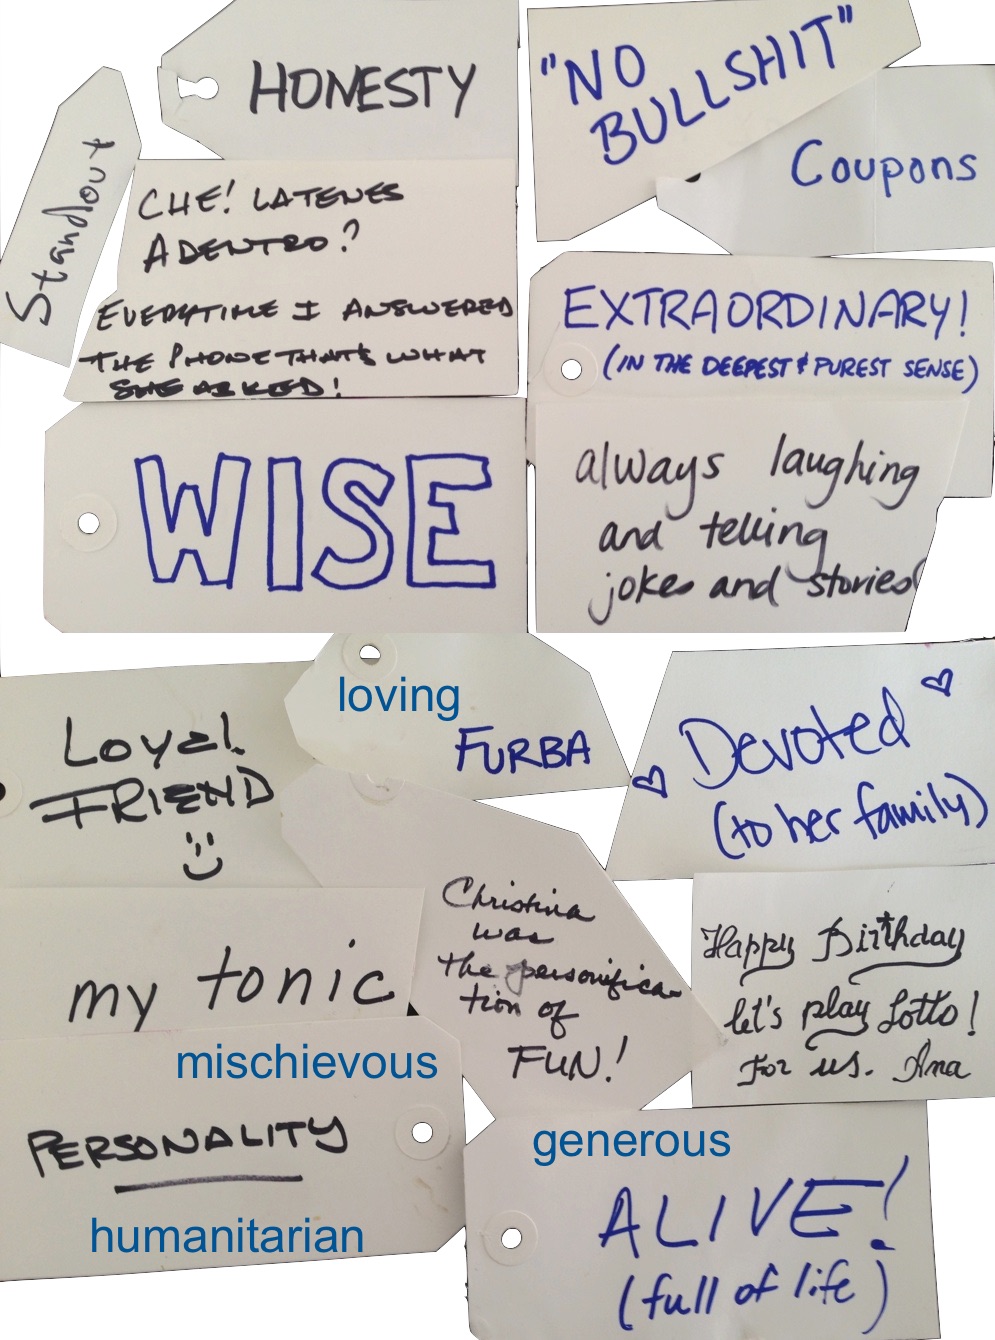 HONESTY
"NO
BULLSHIT"
Coupons
Standout
CHE! LATENES
ADENTRO?
EVERYTIME I ANSWERED
THE PHONE THAT'S WHAT
SHE ASKED!
EXTRAORDINARY!
(IN THE DEEPEST & PUREST SENSE)
WISE
always laughing
and telling
jokes and stories
loving
FURBA
Loyal
FRIEND
Devoted
(to her family)
my tonic
Christina
was
the personifica
tion of
FUN!
Happy Birthday
let's play Lotto!
For us. Ana
mischievous
PERSONALITY
humanitarian
generous
ALIVE!
(full of life)